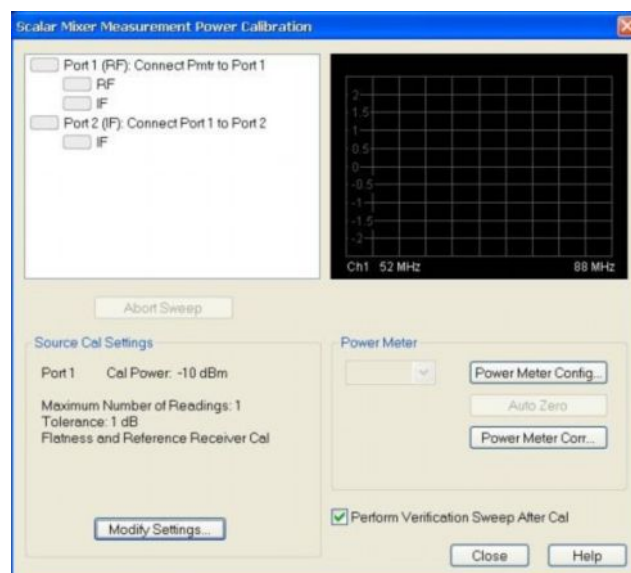 Scalar Mixer Measurement Power Calibration
Port 1 (RF): Connect Pmtr to Port 1
RF
IF
Port 2 (IF): Connect Port 1 to Port 2
IF
2
1.5
1
0.5
0
-0.5
-1
-1.5
-2
Ch1 52 MHz 88 MHz
Abort Sweep
Source Cal Settings
Port 1 Cal Power: -10 dBm
Maximum Number of Readings: 1
Tolerance: 1 dB
Flatness and Reference Receiver Cal
Modify Settings...
Power Meter
Power Meter Config...
Auto Zero
Power Meter Corr...
Perform Verification Sweep After Cal
Close Help